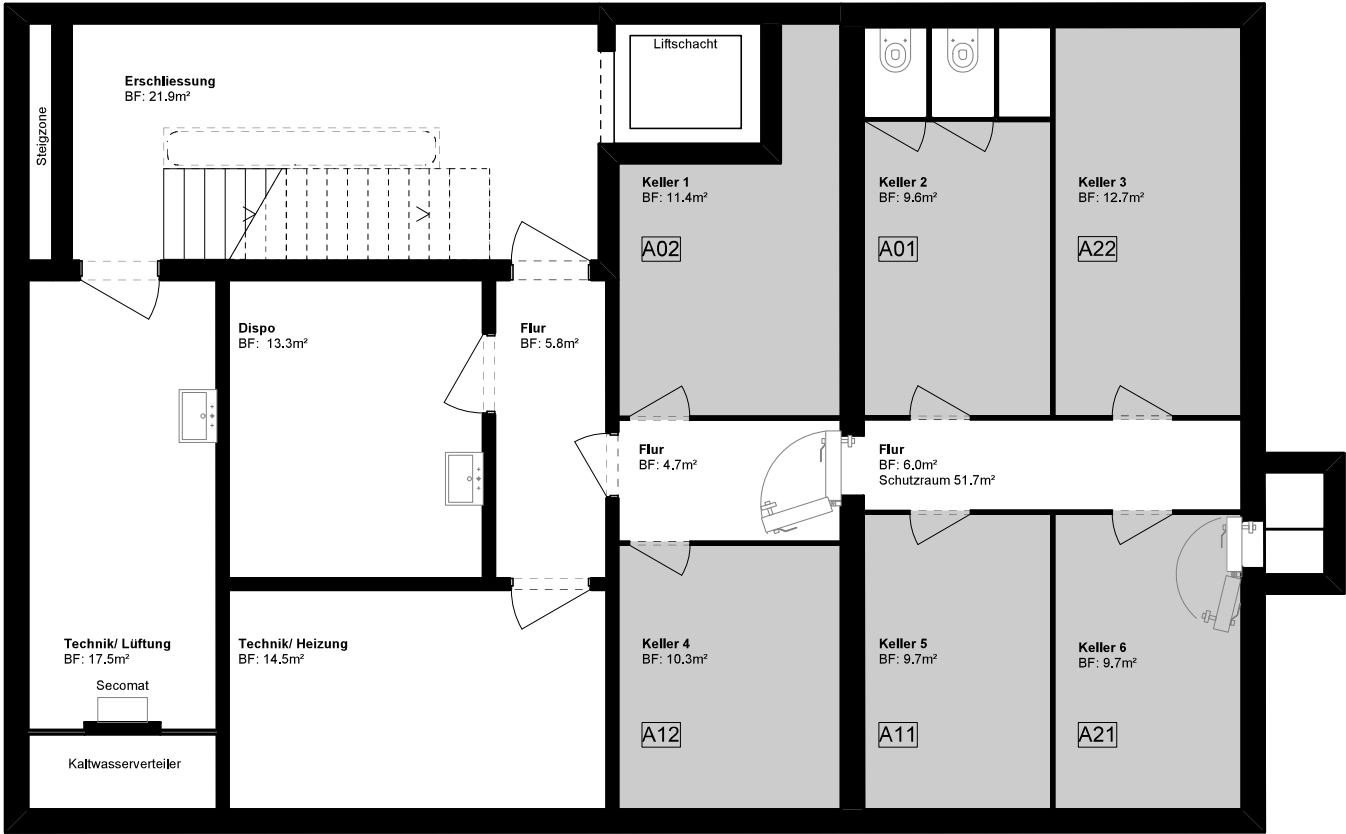 Liftschacht
Erschliessung
BF: 21.9m²
Steigzone
Keller 1
BF: 11.4m²
A02
Keller 2
BF: 9.6m²
A01
Keller 3
BF: 12.7m²
A22
Dispo
BF: 13.3m²
Flur
BF: 5.8m²
Flur
BF: 4.7m²
Flur
BF: 6.0m²
Schutzraum 51.7m²
Technik/ Lüftung
BF: 17.5m²
Secomat
Kaltwasserverteiler
Technik/ Heizung
BF: 14.5m²
Keller 4
BF: 10.3m²
A12
Keller 5
BF: 9.7m²
A11
Keller 6
BF: 9.7m²
A21